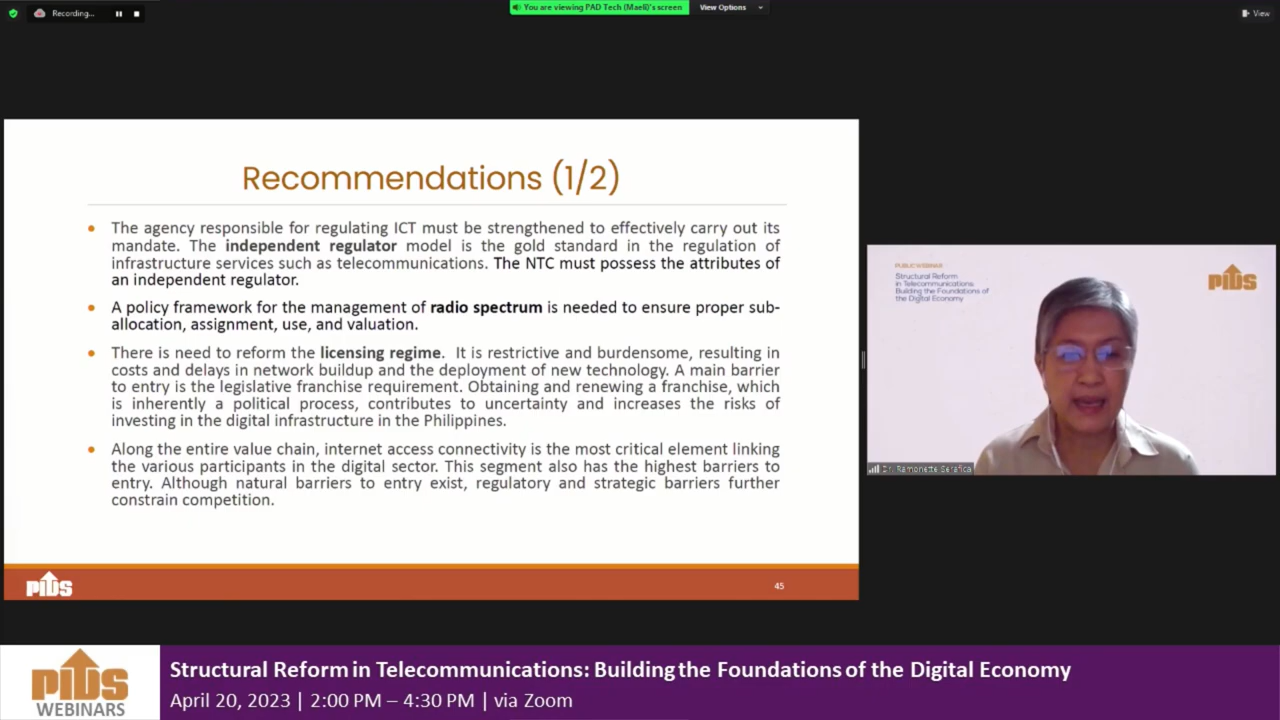 Recording...
You are viewing PAD Tech (Maeli)'s screen
View Options
View
Recommendations (1/2)
The agency responsible for regulating ICT must be strengthened to effectively carry out its
mandate. The independent regulator model is the gold standard in the regulation of
infrastructure services such as telecommunications. The NTC must possess the attributes of
an independent regulator.
A policy framework for the management of radio spectrum is needed to ensure proper sub-
allocation, assignment, use, and valuation.
There is need to reform the licensing regime. It is restrictive and burdensome, resulting in
costs and delays in network buildup and the deployment of new technology. A main barrier
to entry is the legislative franchise requirement. Obtaining and renewing a franchise, which
is inherently a political process, contributes to uncertainty and increases the risks of
investing in the digital infrastructure in the Philippines.
Along the entire value chain, internet access connectivity is the most critical element linking
the various participants in the digital sector. This segment also has the highest barriers to
entry. Although natural barriers to entry exist, regulatory and strategic barriers further
constrain competition.
PIDS
45
PUBLIC WEBINAR
Structural Reform
in Telecommunications:
Building the Foundations of
the Digital Economy
PIDS
Dr. Ramonette Serafica
PIDS
WEBINARS
Structural Reform in Telecommunications: Building the Foundations of the Digital Economy
April 20, 2023 | 2:00 PM – 4:30 PM | via Zoom